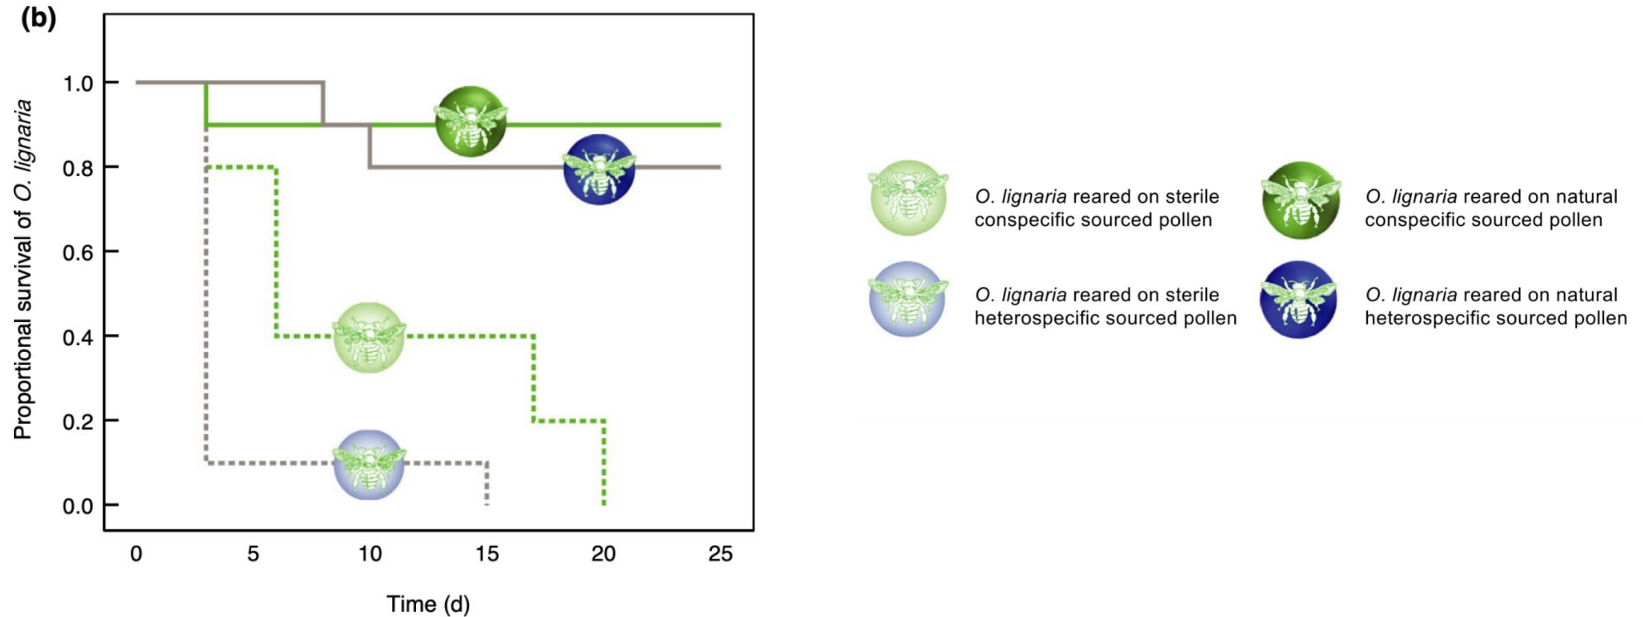 (b)
Proportional survival of O. lignaria
1.0
0.8
0.6
0.4
0.2
0.0
0 5 10 15 20 25
Time (d)
O. lignaria reared on sterile
conspecific sourced pollen
O. lignaria reared on natural
conspecific sourced pollen
O. lignaria reared on sterile
heterospecific sourced pollen
O. lignaria reared on natural
heterospecific sourced pollen